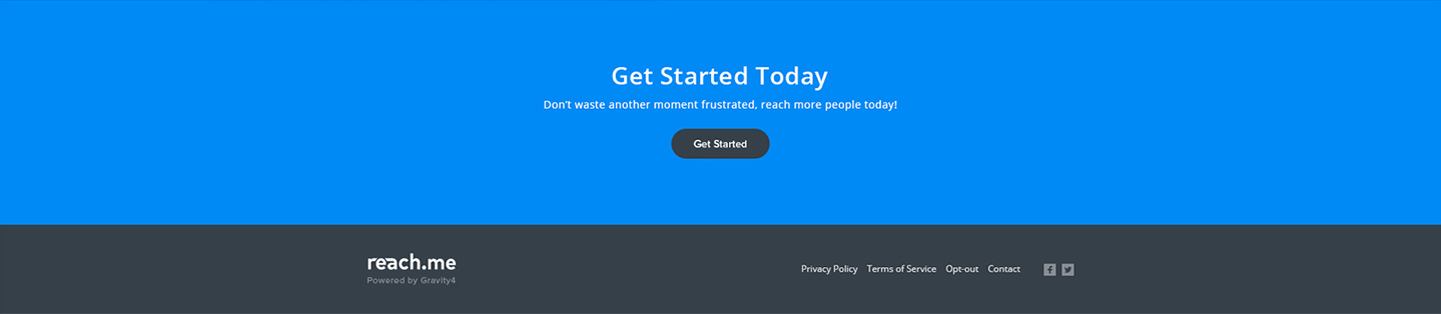 Get Started Today
Don't waste another moment frustrated, reach more people today!
Get Started
reach.me
Powered by Gravity4
Privacy Policy Terms of Service Opt-out Contact